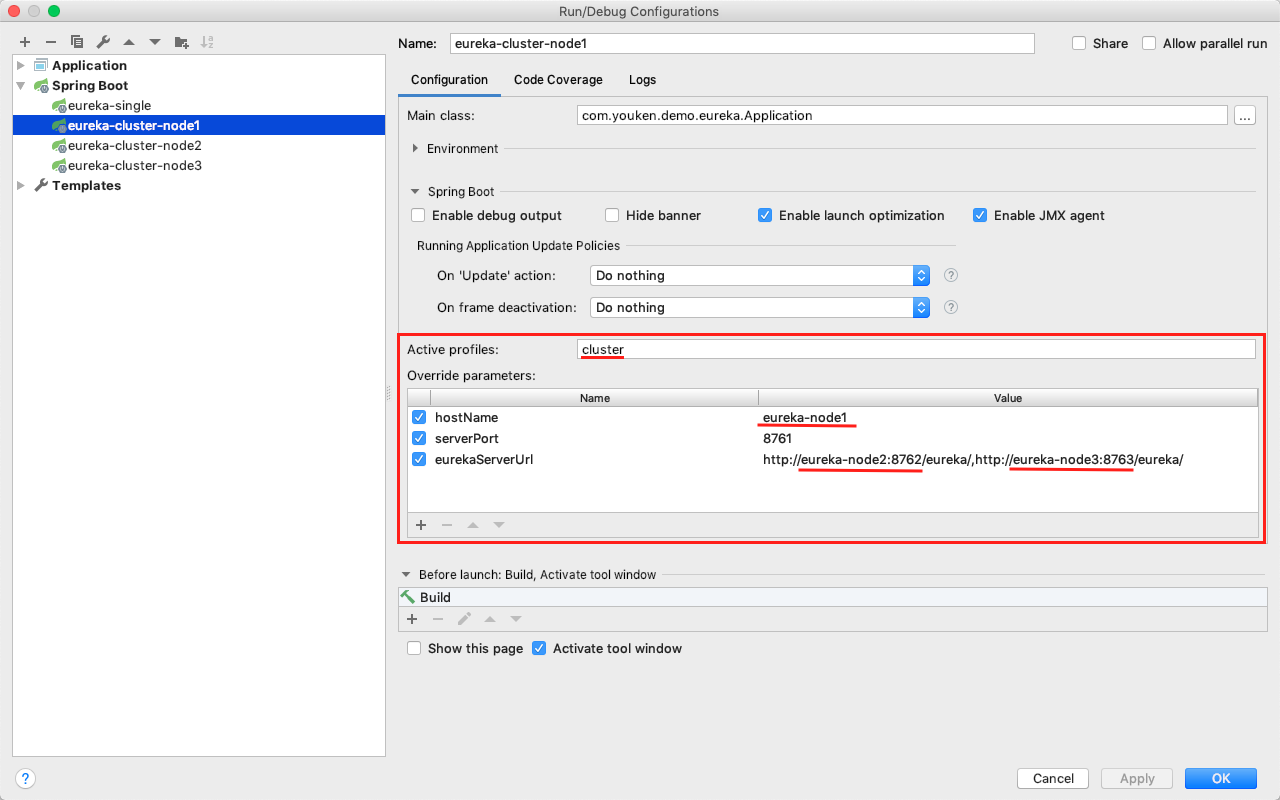 Run/Debug Configurations
Application
Spring Boot
eureka-single
eureka-cluster-node1
eureka-cluster-node2
eureka-cluster-node3
Templates
Name: eureka-cluster-node1 Share Allow parallel run
Configuration Code Coverage Logs
Main class: com.youken.demo.eureka.Application ...
Environment
Spring Boot
Enable debug output Hide banner Enable launch optimization Enable JMX agent
Running Application Update Policies
On 'Update' action: Do nothing ?
On frame deactivation: Do nothing ?
Active profiles: cluster
Override parameters:
Name Value
hostName eureka-node1
serverPort 8761
eurekaServerUrl http://eureka-node2:8762/eureka/,http://eureka-node3:8763/eureka/
Before launch: Build, Activate tool window
Build
Show this page Activate tool window
? Cancel Apply OK